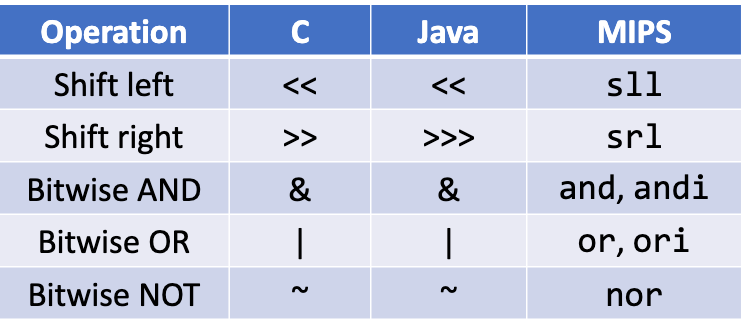 Operation C Java MIPS
Shift left << << sll
Shift right >> >>> srl
Bitwise AND & & and, andi
Bitwise OR | | or, ori
Bitwise NOT ~ ~ nor